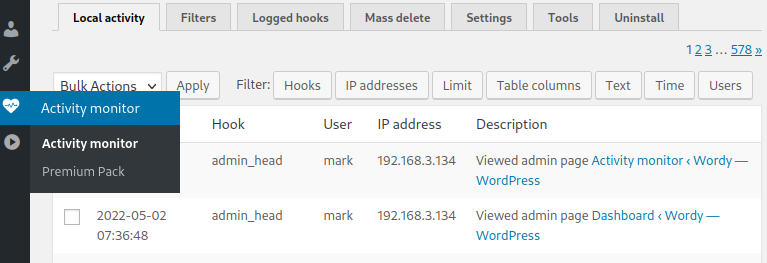 Local activity Filters Logged hooks Mass delete Settings Tools Uninstall
1 2 3 … 578 »
Bulk Actions Apply Filter: Hooks IP addresses Limit Table columns Text Time Users
Activity monitor
Hook User IP address Description
Activity monitor
admin_head mark 192.168.3.134 Viewed admin page Activity monitor ‹ Wordy —
Premium Pack
WordPress
2022-05-02 admin_head mark 192.168.3.134 Viewed admin page Dashboard ‹ Wordy —
07:36:48 WordPress